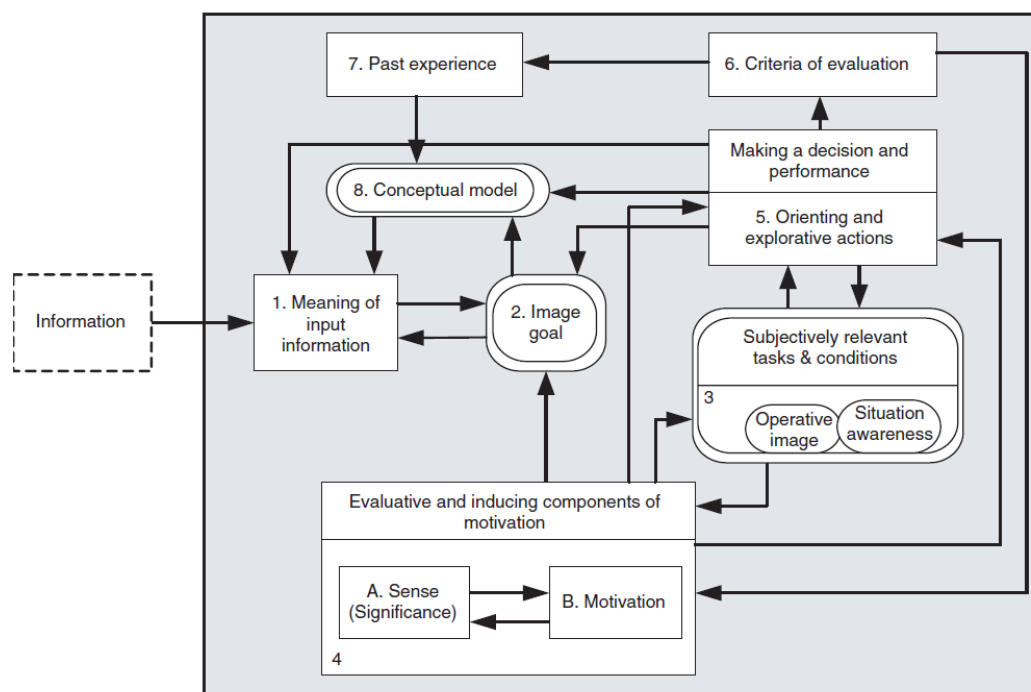 7. Past experience
6. Criteria of evaluation
Making a decision and
performance
8. Conceptual model
5. Orienting and
explorative actions
Information
1. Meaning of
input
information
2. Image
goal
Subjectively relevant
tasks & conditions
3
Operative
image
Situation
awareness
Evaluative and inducing components of
motivation
A. Sense
(Significance)
B. Motivation
4